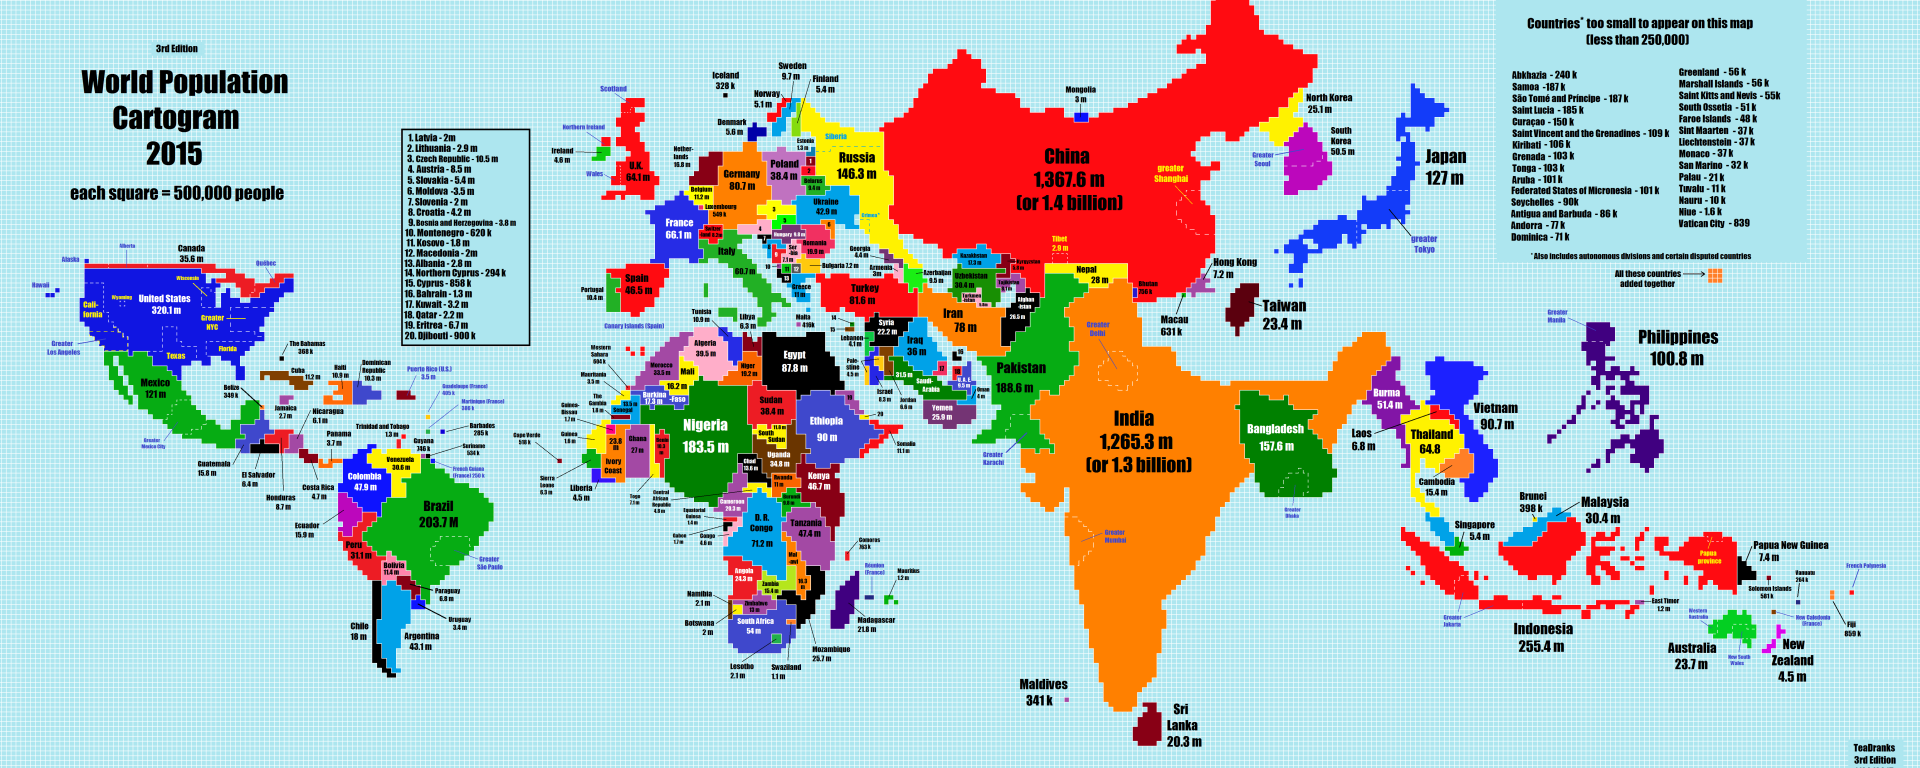 3rd Edition
World Population
Cartogram
2015
each square = 500,000 people
1. Latvia - 2m
2. Lithuania - 2.9 m
3. Czech Republic - 10.5 m
4. Austria - 8.5 m
5. Slovakia - 5.4 m
6. Moldova -3.5 m
7. Slovenia - 2 m
8. Croatia - 4.2 m
9. Bosnia and Herzegovina - 3.8 m
10. Montenegro - 620 k
11. Kosovo - 1.8 m
12. Macedonia - 2m
13. Albania - 2.8 m
14. Northern Cyprus - 294 k
15. Cyprus - 858 k
16. Bahrain - 1.3 m
17. Kuwait - 3.2 m
18. Qatar - 2.2 m
19. Eritrea - 6.7 m
20. Djibouti - 900 k
Countries* too small to appear on this map
(less than 250,000)
Abkhazia - 240 k
Samoa -187 k
São Tomé and Príncipe - 187 k
Saint Lucia - 185 k
Curaçao - 150 k
Saint Vincent and the Grenadines - 109 k
Kiribati - 106 k
Grenada - 103 k
Tonga - 103 k
Aruba - 101 k
Federated States of Micronesia - 101 k
Seychelles - 90k
Antigua and Barbuda - 86 k
Andorra - 77 k
Dominica - 71 k
Greenland - 56 k
Marshall Islands - 56 k
Saint Kitts and Nevis - 55k
South Ossetia - 51 k
Faroe Islands - 48 k
Sint Maarten - 37 k
Liechtenstein - 37 k
Monaco - 37 k
San Marino - 32 k
Palau - 21 k
Tuvalu - 11 k
Nauru - 10 k
Niue - 1.6 k
Vatican City - 839
* Also includes autonomous divisions and certain disputed countries
All these countries
added together
Alaska
Siberia
Canada
35.6 m
Québec
Hawaii
Wisconsin
Wyoming
Cali-
fornia
United States
320.1 m
Greater
NYC
Florida
Texas
Greater
Los Angeles
Mexico
121 m
Greater
Mexico City
The Bahamas
368 k
Cuba
11.2 m
Haiti
10.9 m
Dominican
Republic
10.3 m
Puerto Rico (U.S.)
3.5 m
Guadeloupe (France)
405 k
Martinique (France)
388 k
Belize
349 k
Jamaica
2.7 m
Nicaragua
6.1 m
Panama
3.7 m
Trinidad and Tobago
1.3 m
Barbados
285 k
Guyana
746 k
Suriname
534 k
French Guiana
(France) 250 k
Guatemala
15.8 m
El Salvador
6.4 m
Honduras
8.7 m
Costa Rica
4.7 m
Venezuela
30.6 m
Colombia
47.9 m
Ecuador
15.9 m
Brazil
203.7 M
Greater
São Paulo
Peru
31.1 m
Bolivia
11.4 m
Paraguay
6.8 m
Uruguay
3.4 m
Chile
18 m
Argentina
43.1 m
Iceland
328 k
Sweden
9.7 m
Finland
5.4 m
Norway
5.1 m
Denmark
5.6 m
Scotland
Northern Ireland
Ireland
4.6 m
Wales
U.K.
64.1 m
Nether-
lands
16.8 m
Belgium
11.2 m
Luxembourg
549 k
Germany
80.7 m
Poland
38.4 m
Estonia
1.3 m
Siberia
Russia
146.3 m
Belarus
9.4 m
Ukraine
42.9 m
Crimea
France
66.1 m
Italy
60.7 m
Hungary 9.8 m
Romania
19.9 m
Bulgaria 7.2 m
Greece
11 m
Spain
46.5 m
Portugal
10.4 m
Canary Islands (Spain)
Malta
416k
Turkey
81.6 m
Georgia
4.4 m
Armenia
3m
Azerbaijan
9.5 m
Kazakhstan
17.3 m
Uzbekistan
30.4 m
Afghan
-istan
26.5 m
Iran
78 m
Syria
22.2 m
Lebanon
4.1 m
Pale-
stine
4.5 m
Israel
8.3 m
Jordan
6.6 m
Iraq
36 m
31.5 m
Saudi-
Arabia
U.A.E.
9.5 m
Oman
4 m
Yemen
25.9 m
Tunisia
10.9 m
Libya
6.3 m
Algeria
39.5 m
Morocco
33.5 m
Western
Sahara
604 k
Mauritania
3.5 m
Mali
16.2 m
Niger
19.2 m
Egypt
87.8 m
Burkina
-Faso
17.3 m
The
Gambia
1.8 m
Senegal
13.5 m
Guinea-
Bissau
1.7 m
Guinea
Cape Verde
518 k
Sierra
Leone
6.3 m
Liberia
4.5 m
23.8
m
Ivory
Coast
Ghana
27 m
Togo
7.1 m
Nigeria
183.5 m
Sudan
38.4 m
South
Sudan
Ethiopia
90 m
Somalia
11.1 m
Uganda
34.8 m
Kenya
46.7 m
Chad
13.6 m
Central
African
Republic
4.8 m
Cameroon
Equatorial
Guinea
1.4 m
Gabon
1.7 m
Congo
4.6 m
D. R.
Congo
71.2 m
Rwanda
11 m
Burundi
Tanzania
47.4 m
Comoros
763 k
Angola
24.3 m
Zambia
15.4 m
Mal
-awi
Zimbabwe
13 m
Namibia
2.1 m
Botswana
2 m
South Africa
54 m
Lesotho
2.1 m
Swaziland
1.1 m
Mozambique
25.7 m
Madagascar
21.8 m
Réunion
(France)
Mauritius
1.2 m
China
1,367.6 m
(or 1.4 billion)
Mongolia
3 m
greater
Shanghai
Tibet
2.9 m
Nepal
28 m
Bhutan
North Korea
25.1 m
South
Korea
50.5 m
Greater
Seoul
Japan
127 m
greater
Tokyo
Hong Kong
7.2 m
Macau
631 k
Taiwan
23.4 m
Pakistan
188.6 m
Greater
Karachi
Greater
Delhi
India
1,265.3 m
(or 1.3 billion)
Greater
Mumbai
Bangladesh
157.6 m
Greater
Dhaka
Maldives
341 k
Sri
Lanka
20.3 m
Burma
51.4 m
Laos
6.8 m
Thailand
64.8
Vietnam
90.7 m
Cambodia
15.4 m
Greater
Manila
Philippines
100.8 m
Brunei
398 k
Malaysia
30.4 m
Singapore
5.4 m
Greater
Jakarta
Indonesia
255.4 m
East Timor
1.2 m
Papua
province
Papua New Guinea
7.4 m
Solomon Islands
581 k
Vanuatu
264 k
French Polynesia
New Caledonia
(France)
Fiji
859 k
Western
Australia
New South
Wales
Australia
23.7 m
New
Zealand
4.5 m
TeaDranks
3rd Edition